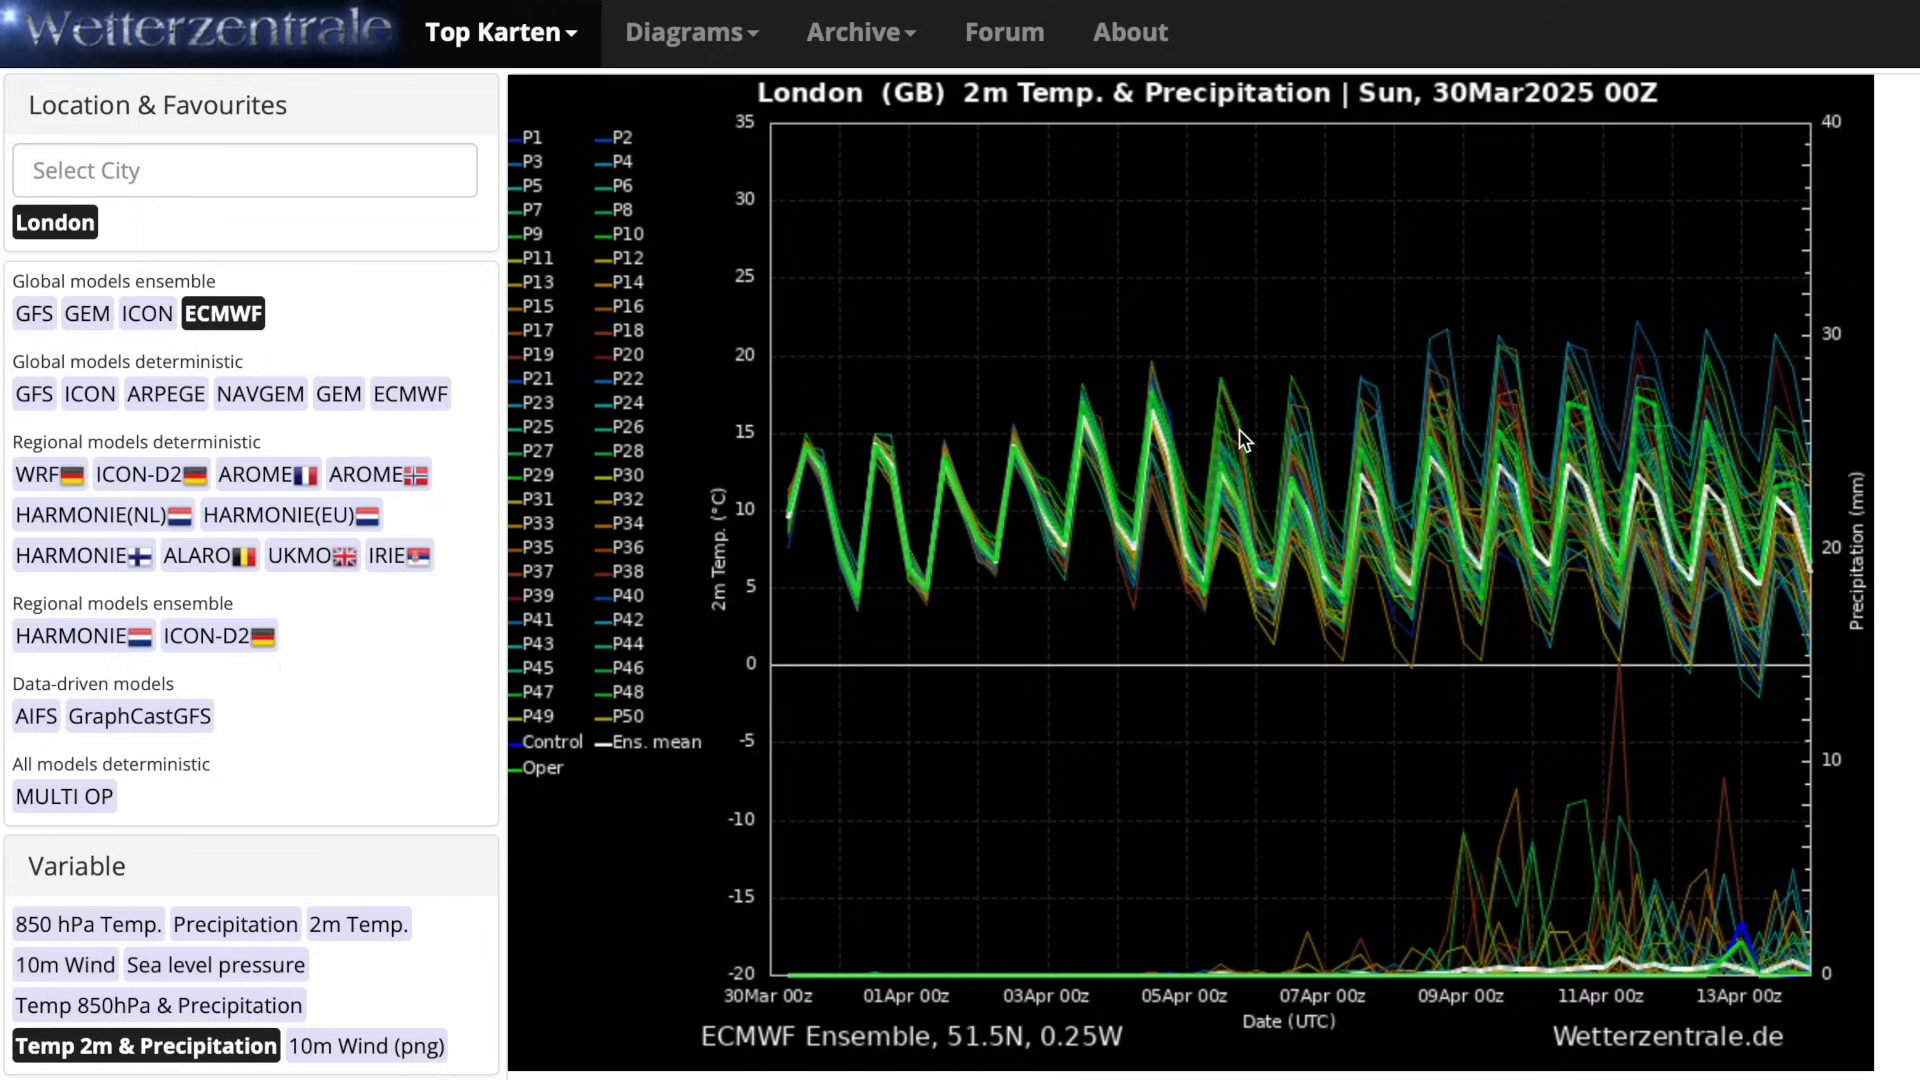 Wetterzentrale
Top Karten
Diagrams
Archive
Forum
About
Location & Favourites
Select City
London
Global models ensemble
GFS GEM ICON ECMWF
Global models deterministic
GFS ICON ARPEGE NAVGEM GEM ECMWF
Regional models deterministic
WRF ICON-D2 AROME AROME
HARMONIE(NL) HARMONIE(EU)
HARMONIE ALARO UKMO IRIE
Regional models ensemble
HARMONIE ICON-D2
Data-driven models
AIFS GraphCastGFS
All models deterministic
MULTI OP
Variable
850 hPa Temp. Precipitation 2m Temp.
10m Wind Sea level pressure
Temp 850hPa & Precipitation
Temp 2m & Precipitation 10m Wind (png)
London (GB) 2m Temp. & Precipitation | Sun, 30Mar2025 00Z
P1 P2
P3 P4
P5 P6
P7 P8
P9 P10
P11 P12
P13 P14
P15 P16
P17 P18
P19 P20
P21 P22
P23 P24
P25 P26
P27 P28
P29 P30
P31 P32
P33 P34
P35 P36
P37 P38
P39 P40
P41 P42
P43 P44
P45 P46
P47 P48
P49 P50
Control Ens. mean
Oper
2m Temp. (°C)
35
30
25
20
15
10
5
0
-5
-10
-15
-20
40
30
20
10
0
Precipitation (mm)
30Mar 00z 01Apr 00z 03Apr 00z 05Apr 00z 07Apr 00z 09Apr 00z 11Apr 00z 13Apr 00z
Date (UTC)
ECMWF Ensemble, 51.5N, 0.25W
Wetterzentrale.de